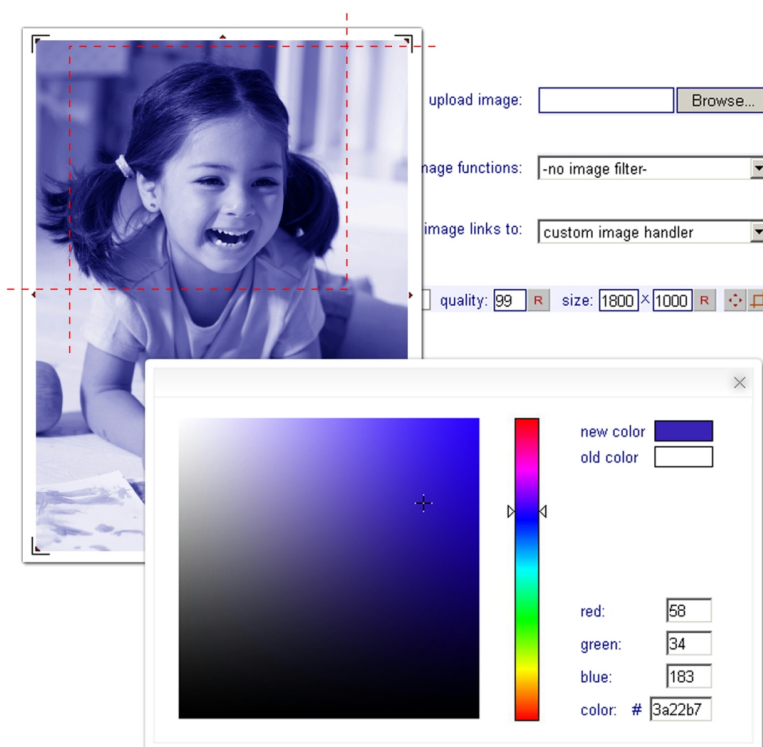 upload image: Browse...
mage functions: -no image filter-
image links to: custom image handler
quality: 99 R size: 1800 × 1000 R
new color
old color
red: 58
green: 34
blue: 183
color: # 3a22b7